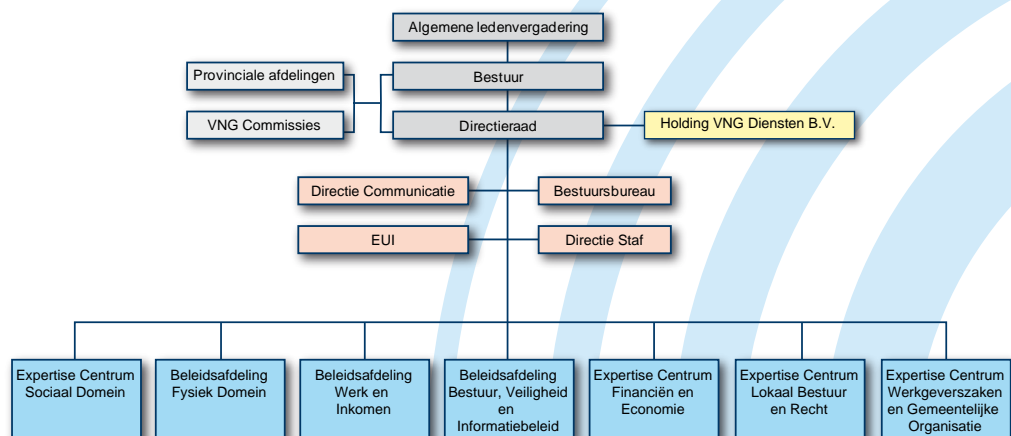 Algemene ledenvergadering
Provinciale afdelingen
Bestuur
VNG Commissies
Directieraad
Holding VNG Diensten B.V.
Directie Communicatie
Bestuursbureau
EUI
Directie Staf
Expertise Centrum
Sociaal Domein
Beleidsafdeling
Fysiek Domein
Beleidsafdeling
Werk en
Inkomen
Beleidsafdeling
Bestuur, Veiligheid
en
Informatiebeleid
Expertise Centrum
Financiën en
Economie
Expertise Centrum
Lokaal Bestuur
en Recht
Expertise Centrum
Werkgeverszaken
en Gemeentelijke
Organisatie